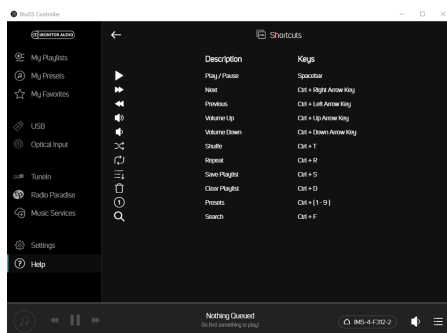 BluOS Controller
MONITOR AUDIO
Shortcuts
My Playlists
My Presets
My Favorites
USB
Optical Input
TuneIn
Radio Paradise
Music Services
Settings
Help
Description Keys
Play / Pause Spacebar
Next Ctrl + Right Arrow Key
Previous Ctrl + Left Arrow Key
Volume Up Ctrl + Up Arrow Key
Volume Down Ctrl + Down Arrow Key
Shuffle Ctrl + T
Repeat Ctrl + R
Save Playlist Ctrl + S
Clear Playlist Ctrl + D
1 Presets Ctrl + [1 - 9]
Search Ctrl + F
Nothing Queued
Go find something to play!
IMS-4-F312-2